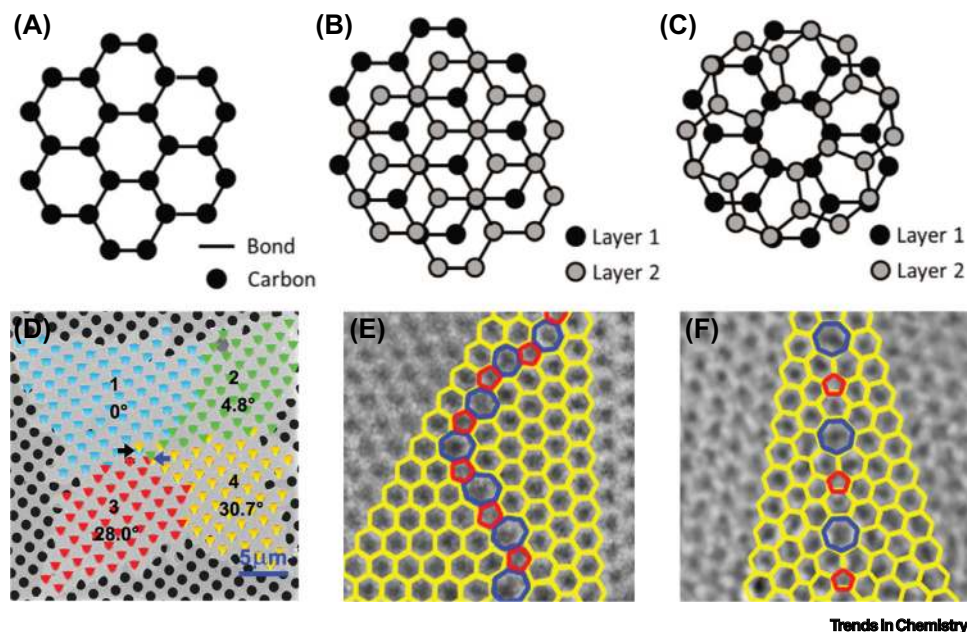 (A)
(B)
(C)
Bond
Carbon
Layer 1
Layer 2
Layer 1
Layer 2
(D)
(E)
(F)
1
0°
2
4.8°
3
28.0°
4
30.7°
5μm
Trends in Chemistry